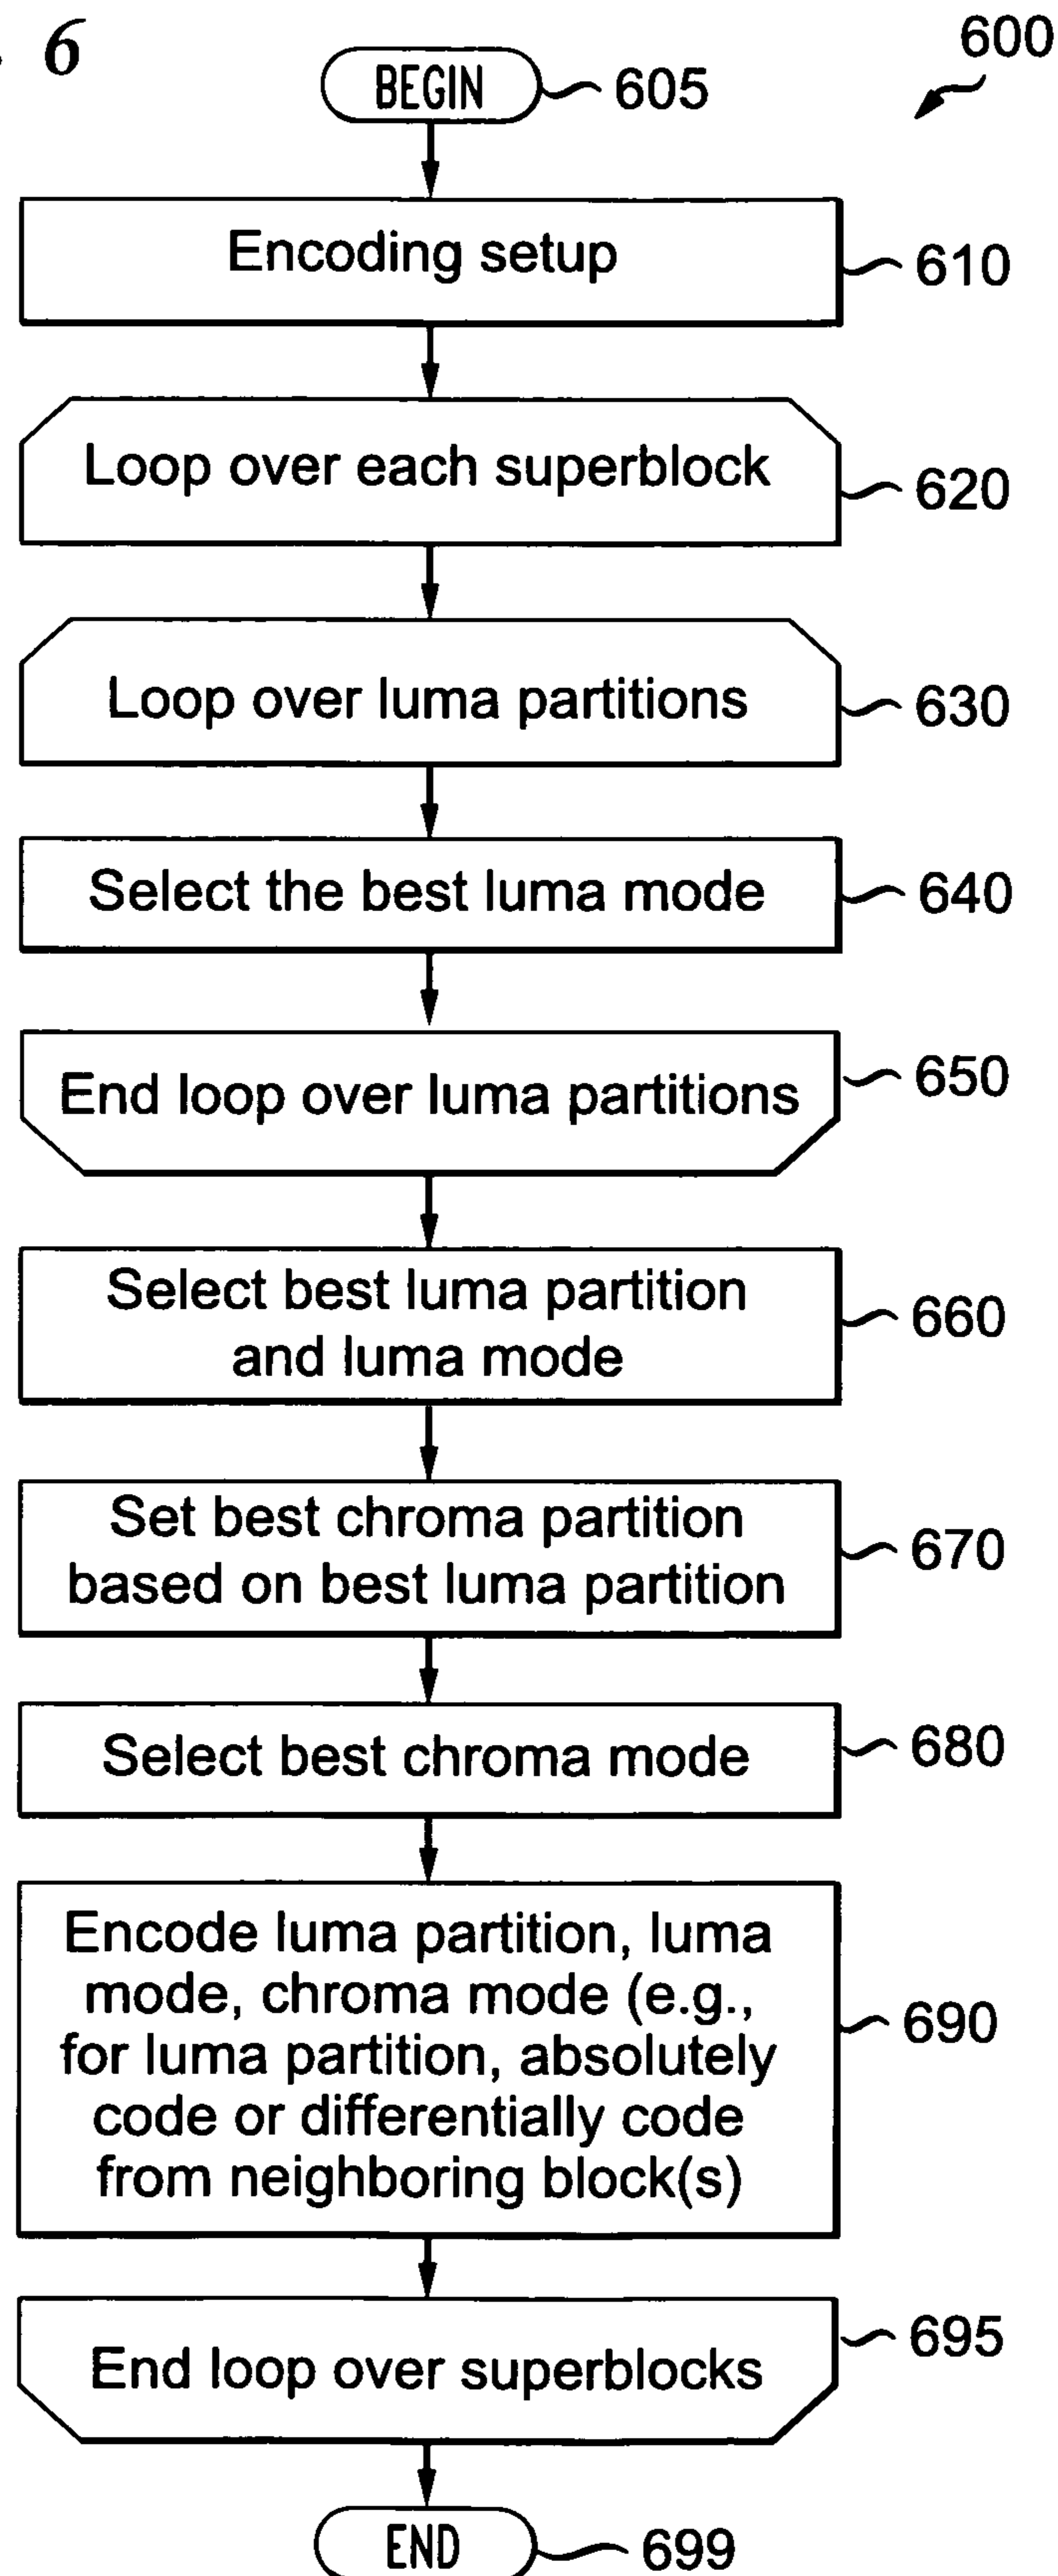 6
600
BEGIN
605
Encoding setup
610
Loop over each superblock
620
Loop over luma partitions
630
Select the best luma mode
640
End loop over luma partitions
650
Select best luma partition
and luma mode
660
Set best chroma partition
based on best luma partition
670
Select best chroma mode
680
Encode luma partition, luma
mode, chroma mode (e.g.,
for luma partition, absolutely
code or differentially code
from neighboring block(s)
690
End loop over superblocks
695
END
699